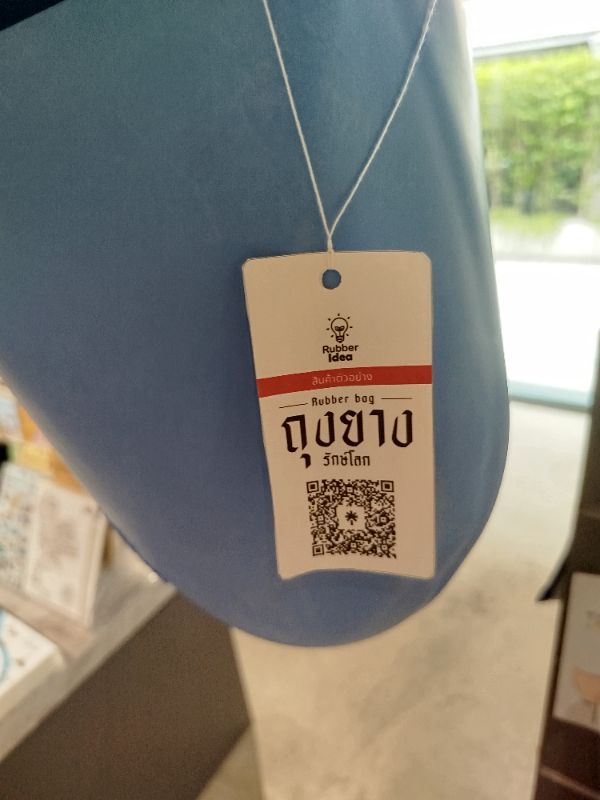 Rubber
Idea
สินค้าตัวอย่าง
Rubber bag
ถุงยาง
รักษ์โลก